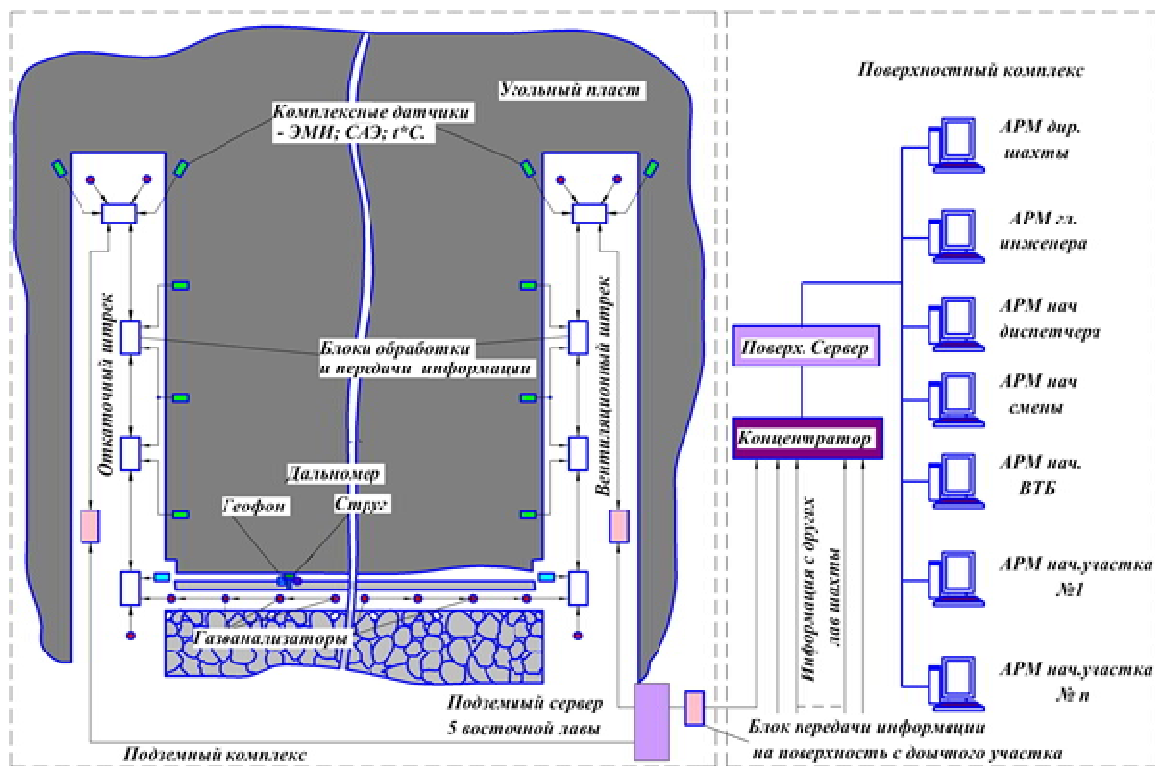 Поверхностный комплекс
Угольный пласт
Комплексные датчики
- ЭМИ; САЭ; t*С.
АРМ дир.
шахты
АРМ гл.
инженера
Откаточный штрек
Вентиляционный штрек
АРМ нач
диспетчера
Блоки обработки
и передачи информации
Поверх. Сервер
АРМ нач
смены
Концентратор
АРМ нач.
ВТБ
Дальномер
Геофон
Струг
Информация с других
лав шахты
АРМ нач.участка
№1
Газванализаторы
АРМ нач.участка
№ п
Подземный сервер
5 восточной лавы
Блок передачи информации
на поверхность с доычтого участка
Подземный комплекс